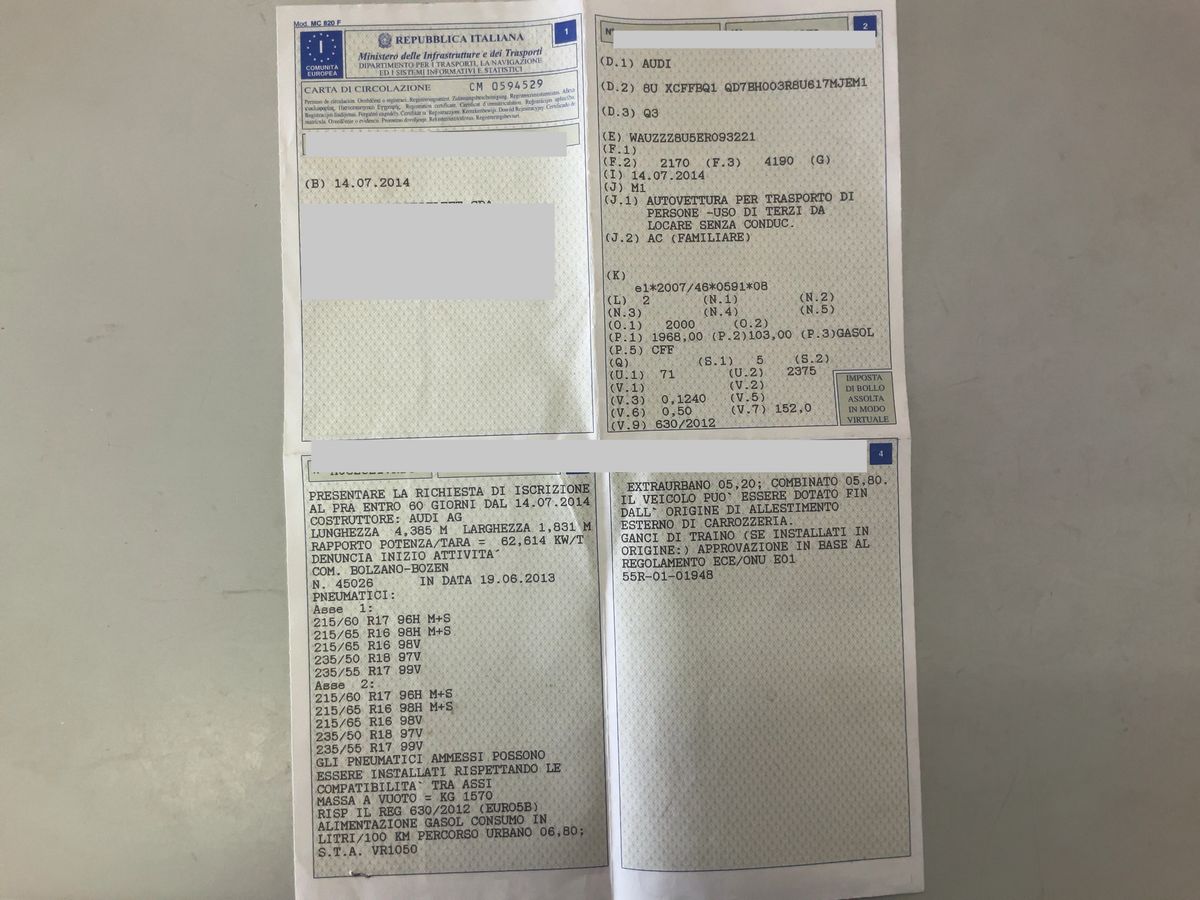 Mod. MC 820 F
1
I
COMUNITÀ
EUROPEA
REPUBBLICA ITALIANA
Ministero delle Infrastrutture e dei Trasporti
DIPARTIMENTO PER I TRASPORTI, LA NAVIGAZIONE
ED I SISTEMI INFORMATIVI E STATISTICI
CARTA DI CIRCOLAZIONE CM 0594529
(B) 14.07.2014
2
(D.1) AUDI
(D.2) 8U XCFFBQ1 QD7BH003R8U617MJEM1
(D.3) Q3
(E) WAUZZZ8U5ER093221
(F.1)
(F.2) 2170 (F.3) 4190 (G)
(I) 14.07.2014
(J) M1
(J.1) AUTOVETTURA PER TRASPORTO DI
PERSONE -USO DI TERZI DA
LOCARE SENZA CONDUC.
(J.2) AC (FAMILIARE)
(K)
e1*2007/46*0591*08
(L) 2 (N.1) (N.2)
(N.3) (N.4) (N.5)
(O.1) 2000 (O.2)
(P.1) 1968,00 (P.2)103,00 (P.3)GASOL
(P.5) CFF
(Q) (S.1) 5 (S.2)
(U.1) 71 (U.2) 2375
(V.1) (V.2)
(V.3) 0,1240 (V.5)
(V.6) 0,50 (V.7) 152,0
(V.9) 630/2012
IMPOSTA
DI BOLLO
ASSOLTA
IN MODO
VIRTUALE
PRESENTARE LA RICHIESTA DI ISCRIZIONE
AL PRA ENTRO 60 GIORNI DAL 14.07.2014
COSTRUTTORE: AUDI AG
LUNGHEZZA 4,385 M LARGHEZZA 1,831 M
RAPPORTO POTENZA/TARA = 62,614 KW/T
DENUNCIA INIZIO ATTIVITA´
COM. BOLZANO-BOZEN
N. 45026 IN DATA 19.06.2013
PNEUMATICI:
Asse 1:
215/60 R17 96H M+S
215/65 R16 98H M+S
215/65 R16 98V
235/50 R18 97V
235/55 R17 99V
Asse 2:
215/60 R17 96H M+S
215/65 R16 98H M+S
215/65 R16 98V
235/50 R18 97V
235/55 R17 99V
GLI PNEUMATICI AMMESSI POSSONO
ESSERE INSTALLATI RISPETTANDO LE
COMPATIBILITA` TRA ASSI
MASSA A VUOTO = KG 1570
RISP IL REG 630/2012 (EURO5B)
ALIMENTAZIONE GASOL CONSUMO IN
LITRI/100 KM PERCORSO URBANO 06,80;
S.T.A. VR1050
4
EXTRAURBANO 05,20; COMBINATO 05,80.
IL VEICOLO PUO` ESSERE DOTATO FIN
DALL` ORIGINE DI ALLESTIMENTO
ESTERNO DI CARROZZERIA.
GANCI DI TRAINO (SE INSTALLATI IN
ORIGINE:) APPROVAZIONE IN BASE AL
REGOLAMENTO ECE/ONU E01
55R-01-01948